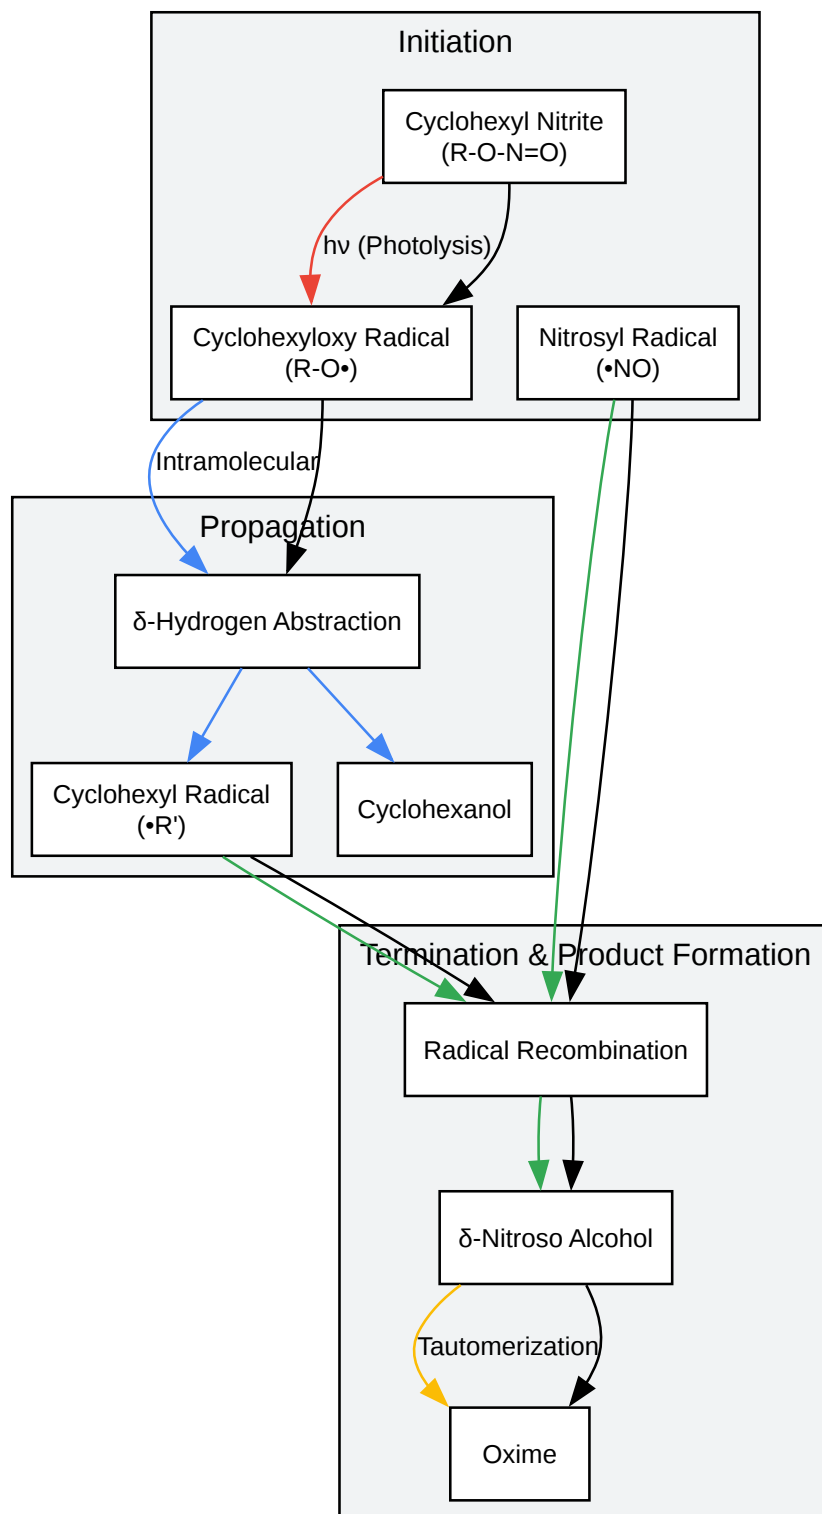 Initiation
Cyclohexyl Nitrite
(R-O-N=O)
hν (Photolysis)
Cyclohexyloxy Radical
(R-O•)
Nitrosyl Radical
(•NO)
Intramolecular
Propagation
δ-Hydrogen Abstraction
Cyclohexyl Radical
(•R')
Cyclohexanol
Termination & Product Formation
Radical Recombination
δ-Nitroso Alcohol
Tautomerization
Oxime